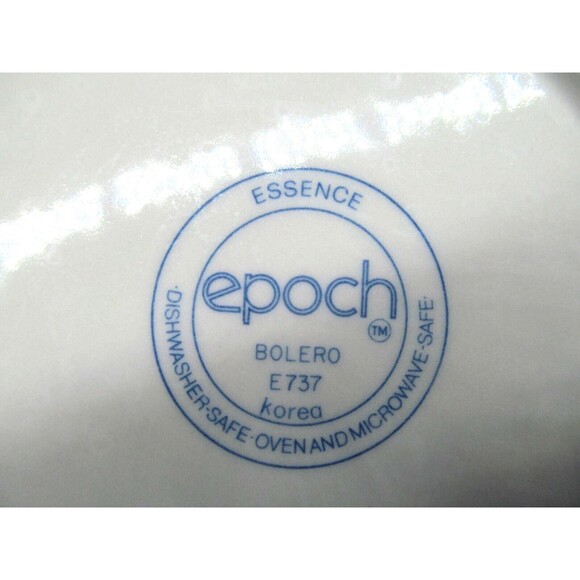 ESSENCE
epoch
TM
BOLERO
E737
korea
·DISHWASHER-SAFE·OVEN AND MICROWAVE-SAFE·